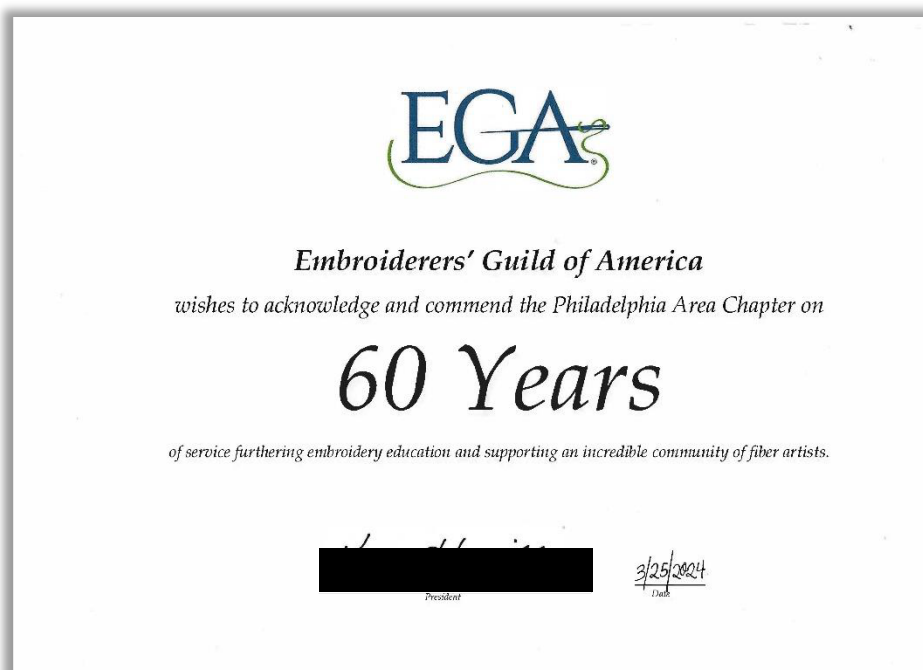 EGA®
Embroiderers' Guild of America
wishes to acknowledge and commend the Philadelphia Area Chapter on
60 Years
of service furthering embroidery education and supporting an incredible community of fiber artists.
3/25/2024
President
Date